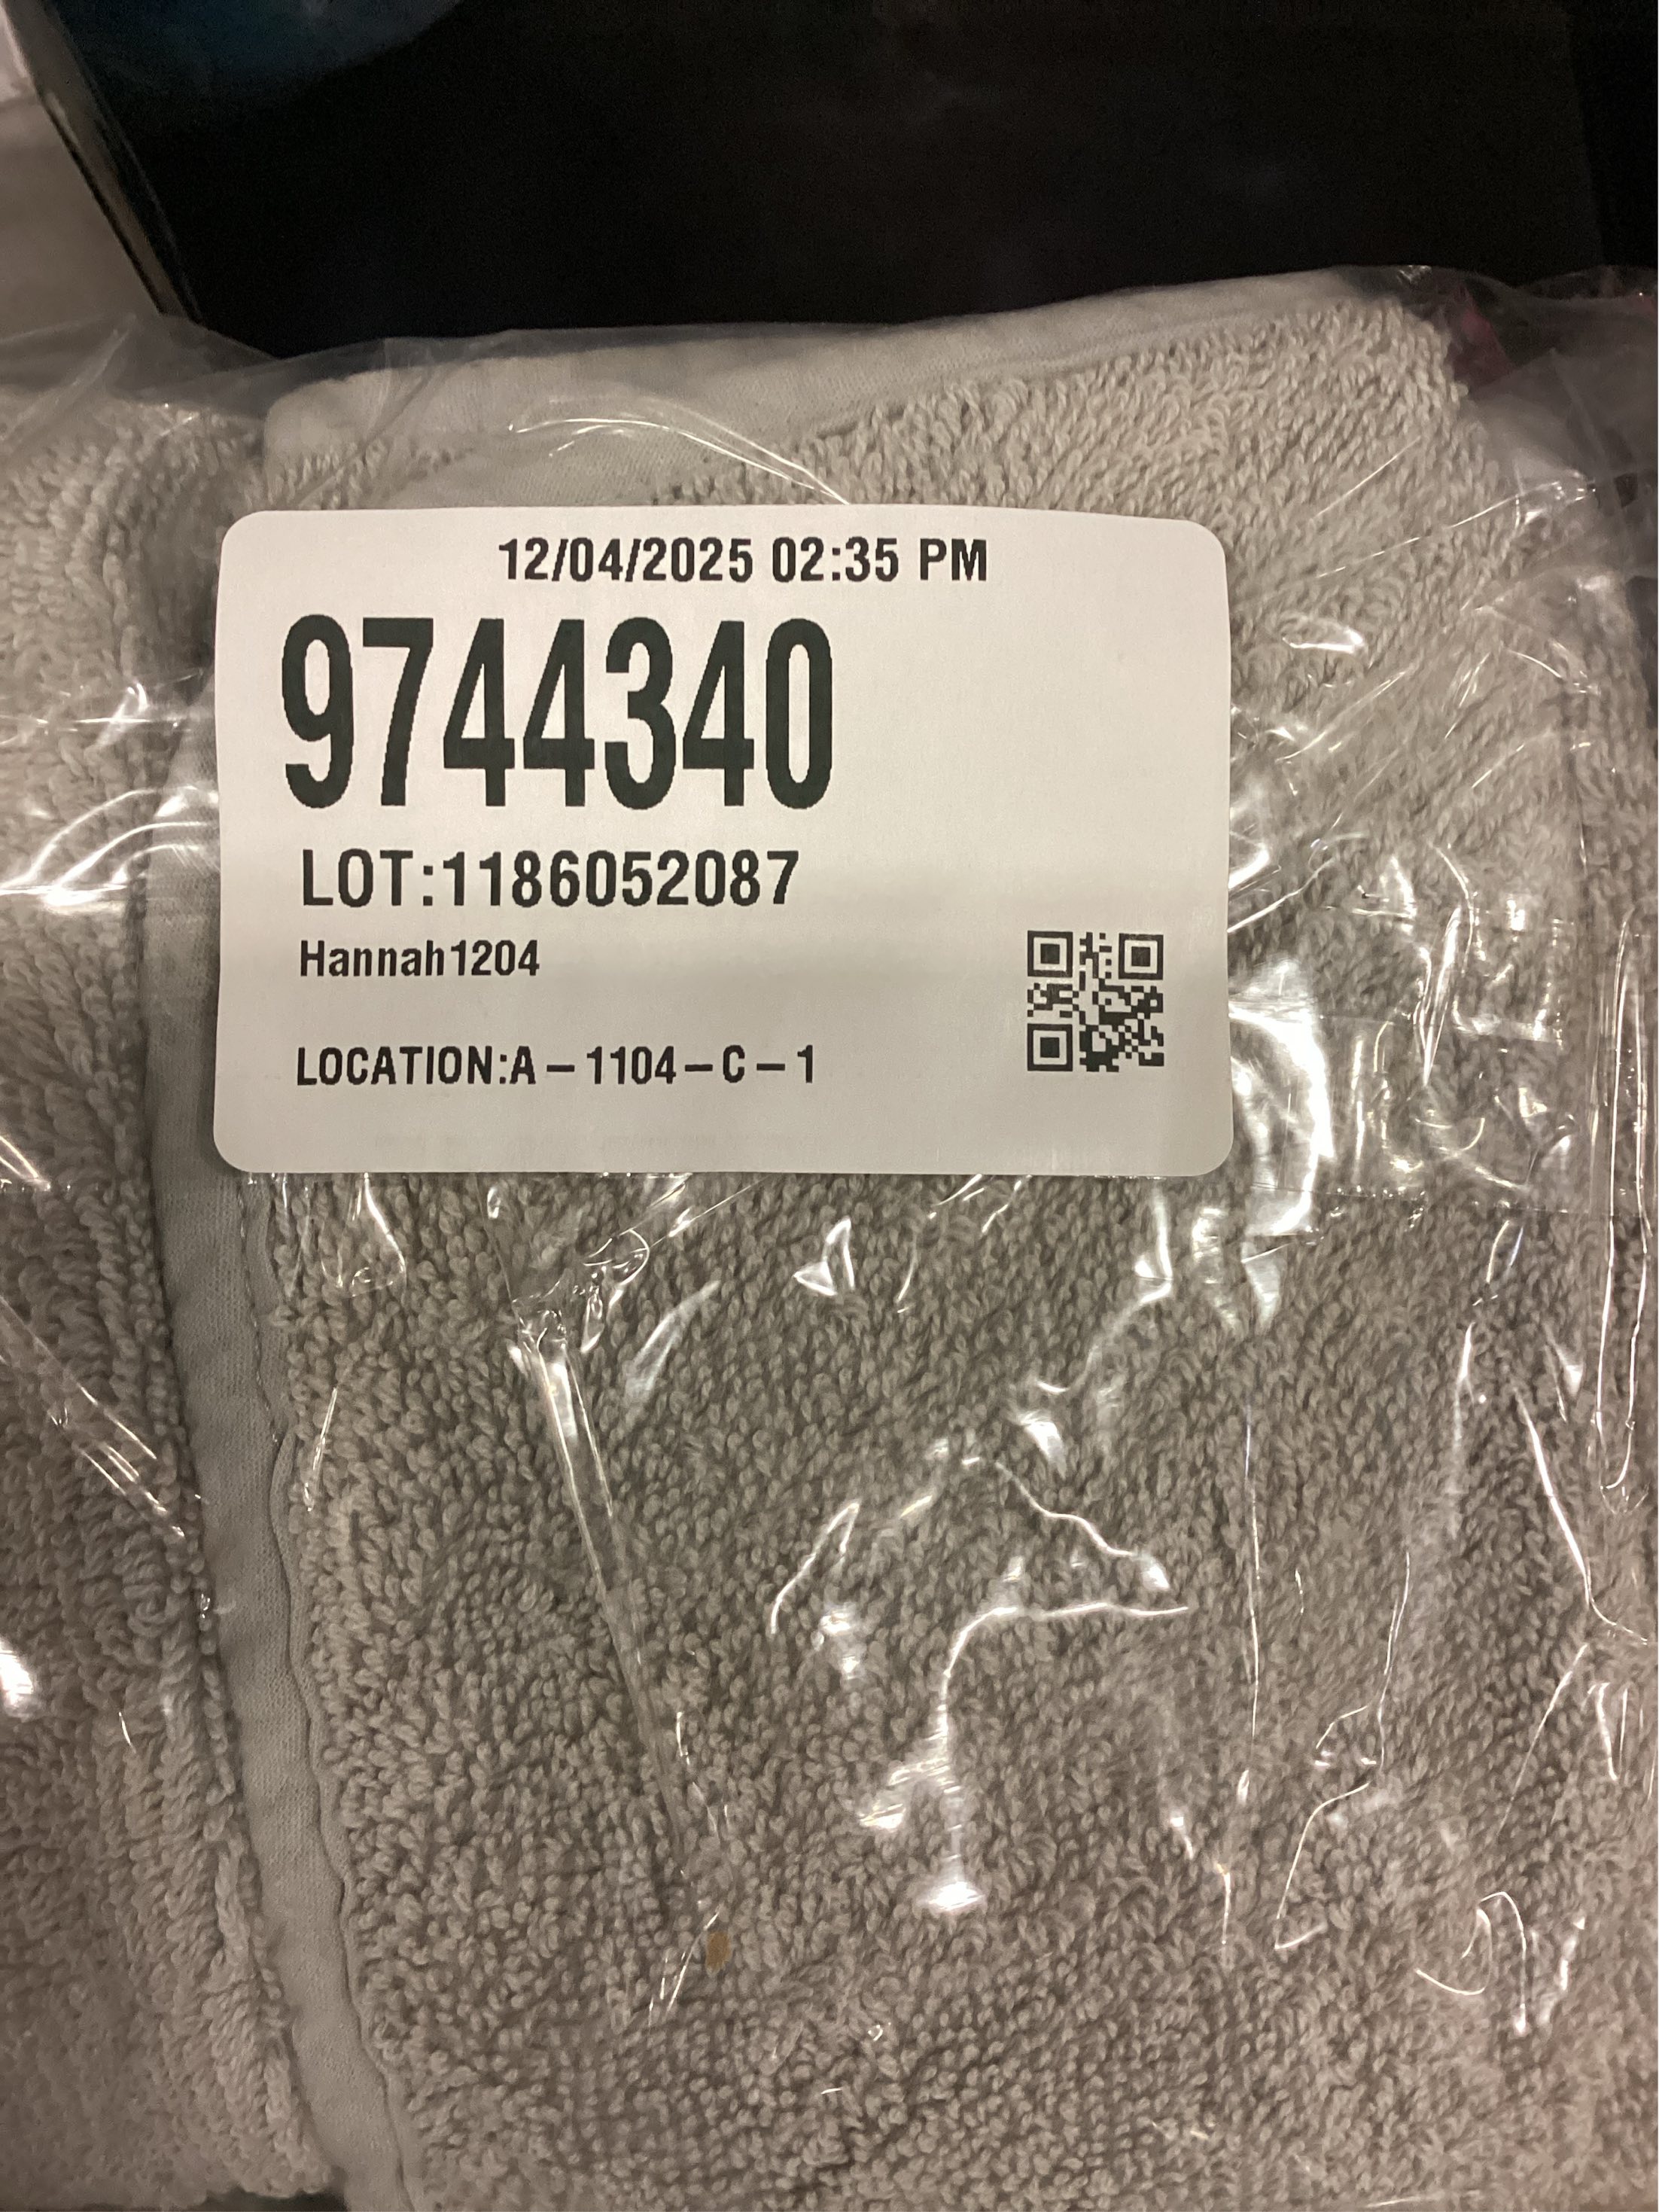 12/04/2025 02:35 PM
9744340
LOT:1186052087
Hannah1204
LOCATION:A – 1104 – C – 1